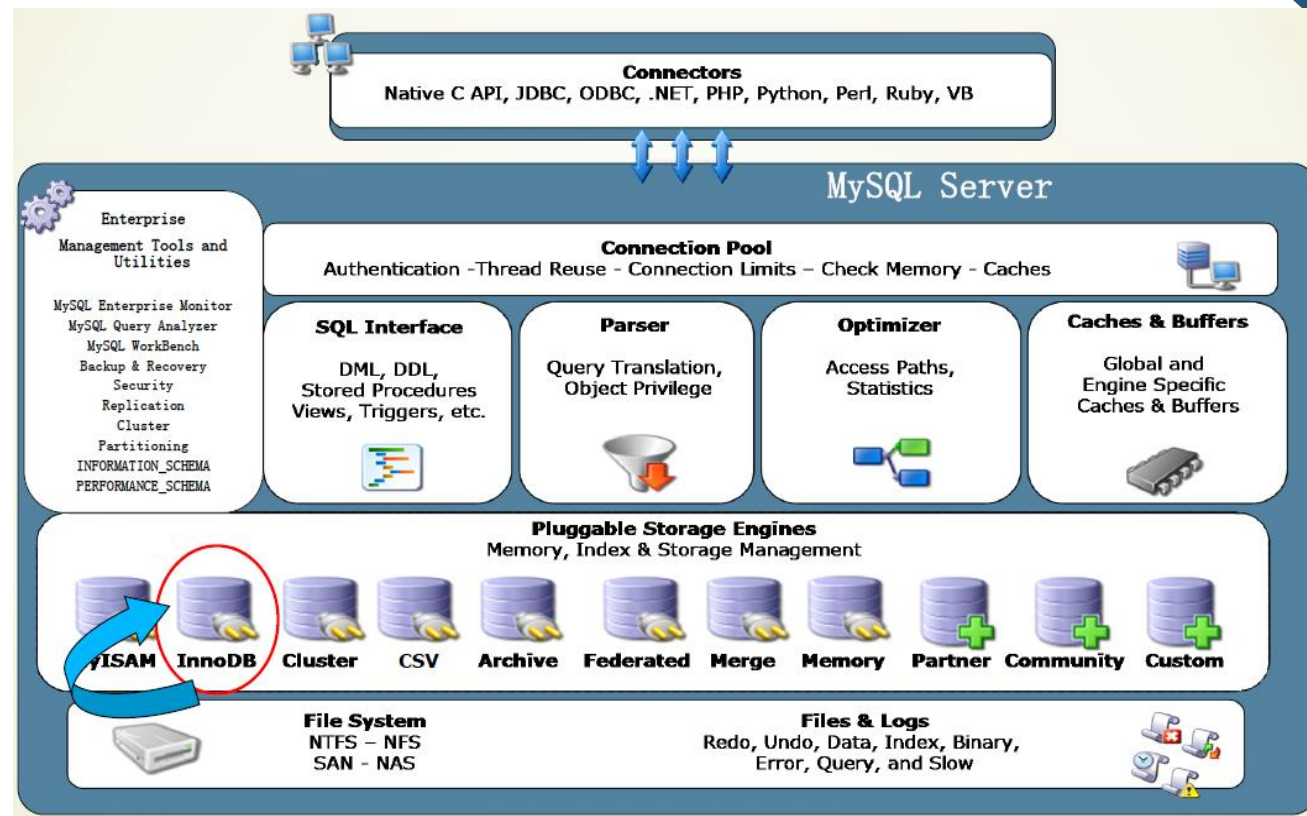 Connectors
Native C API, JDBC, ODBC, .NET, PHP, Python, Perl, Ruby, VB
MySQL Server
Enterprise
Management Tools and
Utilities
MySQL Enterprise Monitor
MySQL Query Analyzer
MySQL WorkBench
Backup & Recovery
Security
Replication
Cluster
Partitioning
INFORMATION_SCHEMA
PERFORMANCE_SCHEMA
Connection Pool
Authentication -Thread Reuse - Connection Limits – Check Memory - Caches
SQL Interface
DML, DDL,
Stored Procedures
Views, Triggers, etc.
Parser
Query Translation,
Object Privilege
Optimizer
Access Paths,
Statistics
Caches & Buffers
Global and
Engine Specific
Caches & Buffers
Pluggable Storage Engines
Memory, Index & Storage Management
yISAM InnoDB Cluster CSV Archive Federated Merge Memory Partner Community Custom
File System
NTFS – NFS
SAN - NAS
Files & Logs
Redo, Undo, Data, Index, Binary,
Error, Query, and Slow